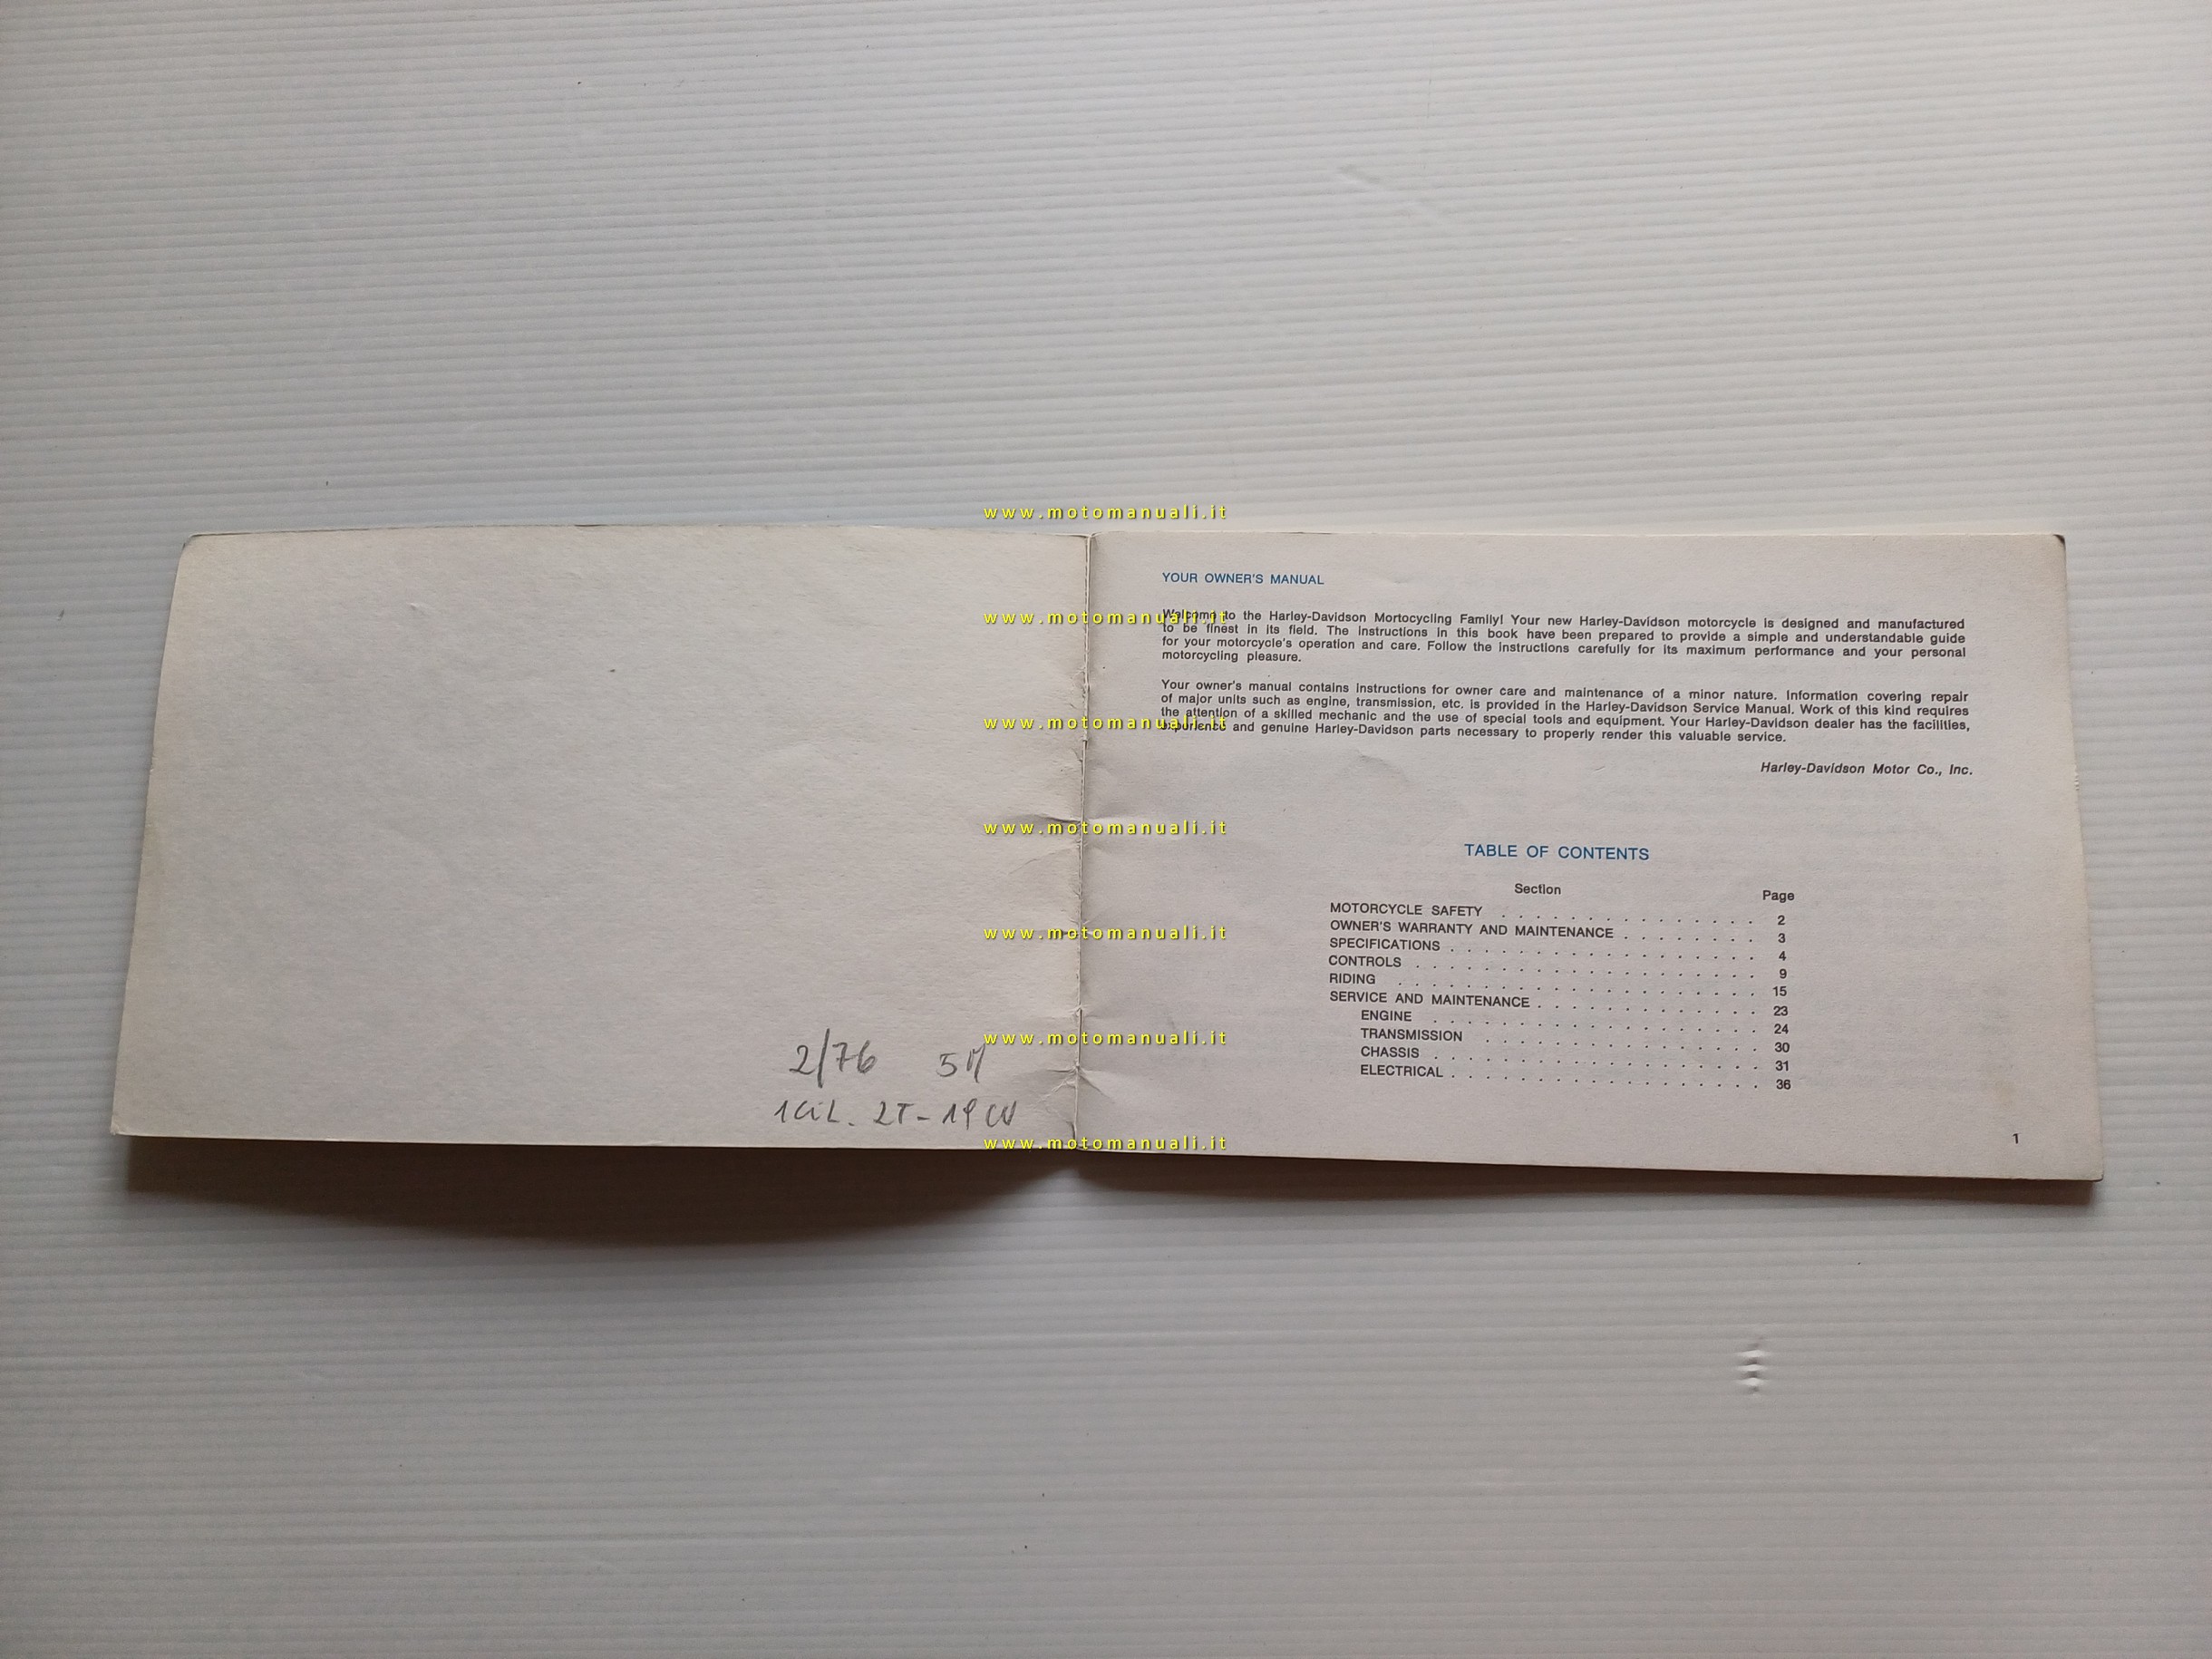 2/76 5M
1 CIL. 2T - 19 CV
YOUR OWNER'S MANUAL
Welcome to the Harley-Davidson Mortocycling Family! Your new Harley-Davidson motorcycle is designed and manufactured
to be finest in its field. The instructions in this book have been prepared to provide a simple and understandable guide
for your motorcycle's operation and care. Follow the instructions carefully for its maximum performance and your personal
motorcycling pleasure.
Your owner's manual contains instructions for owner care and maintenance of a minor nature. Information covering repair
of major units such as engine, transmission, etc. is provided in the Harley-Davidson Service Manual. Work of this kind requires
the attention of a skilled mechanic and the use of special tools and equipment. Your Harley-Davidson dealer has the facilities,
experience and genuine Harley-Davidson parts necessary to properly render this valuable service.
Harley-Davidson Motor Co., Inc.
TABLE OF CONTENTS
Section Page
MOTORCYCLE SAFETY . . . . . . . . . . . . . . . 2
OWNER'S WARRANTY AND MAINTENANCE . . . . . . . . 3
SPECIFICATIONS . . . . . . . . . . . . . . . . . . 4
CONTROLS . . . . . . . . . . . . . . . . . . . . 9
RIDING . . . . . . . . . . . . . . . . . . . . . 15
SERVICE AND MAINTENANCE . . . . . . . . . . . . . 23
ENGINE . . . . . . . . . . . . . . . . . . . 24
TRANSMISSION . . . . . . . . . . . . . . . . 30
CHASSIS . . . . . . . . . . . . . . . . . . . 31
ELECTRICAL . . . . . . . . . . . . . . . . . . 36
1
www.motomanuali.it
www.motomanuali.it
www.motomanuali.it
www.motomanuali.it
www.motomanuali.it
www.motomanuali.it
www.motomanuali.it